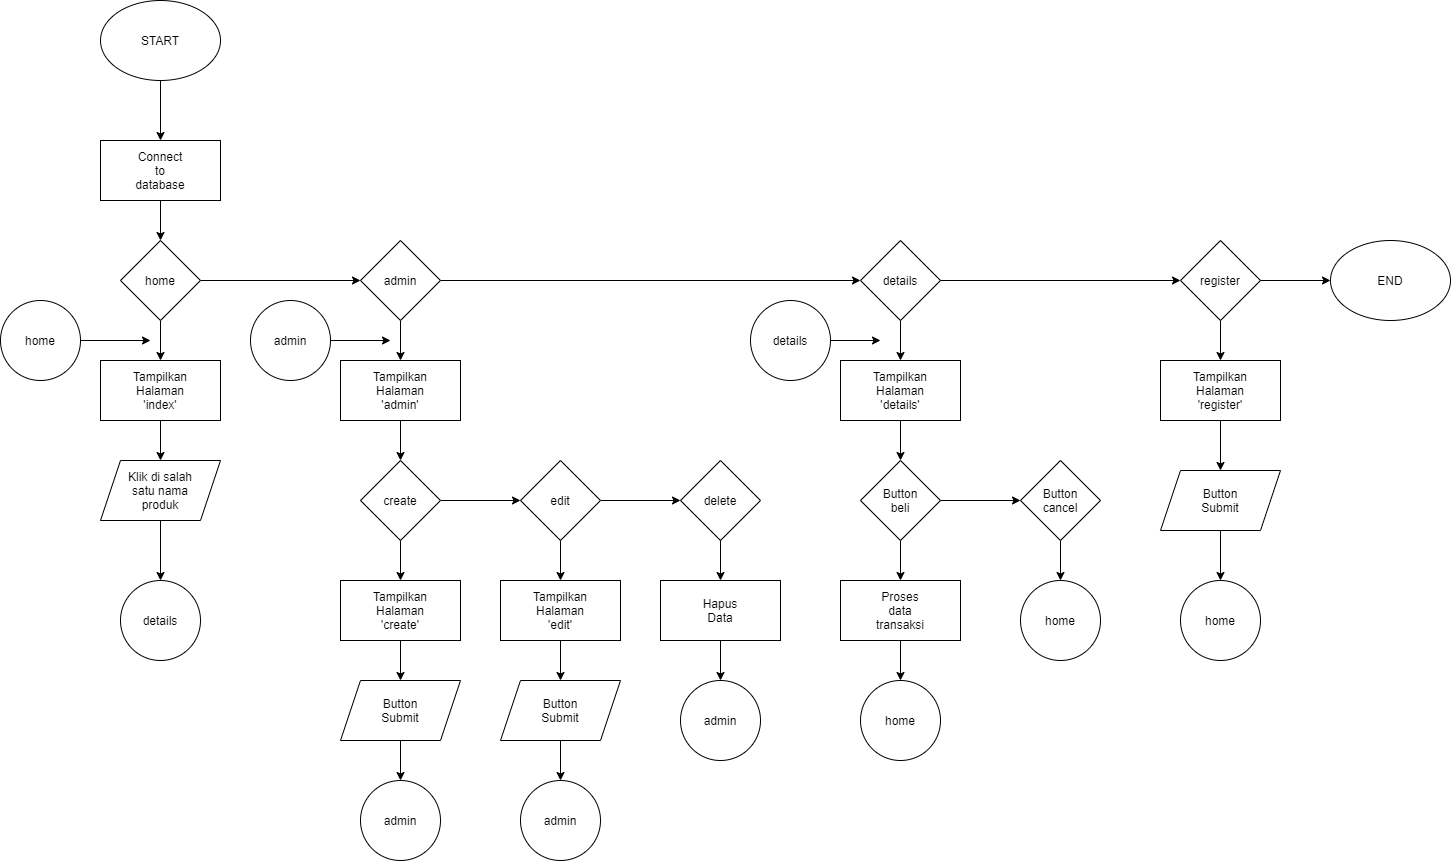 START
Connect
to
database
home
admin
details
register
END
home
admin
details
Tampilkan
Halaman
'index'
Tampilkan
Halaman
'admin'
Tampilkan
Halaman
'details'
Tampilkan
Halaman
'register'
Klik di salah
satu nama
produk
create
edit
delete
Button
beli
Button
cancel
Button
Submit
details
Tampilkan
Halaman
'create'
Tampilkan
Halaman
'edit'
Hapus
Data
Proses
data
transaksi
home
home
Button
Submit
Button
Submit
admin
home
admin
admin